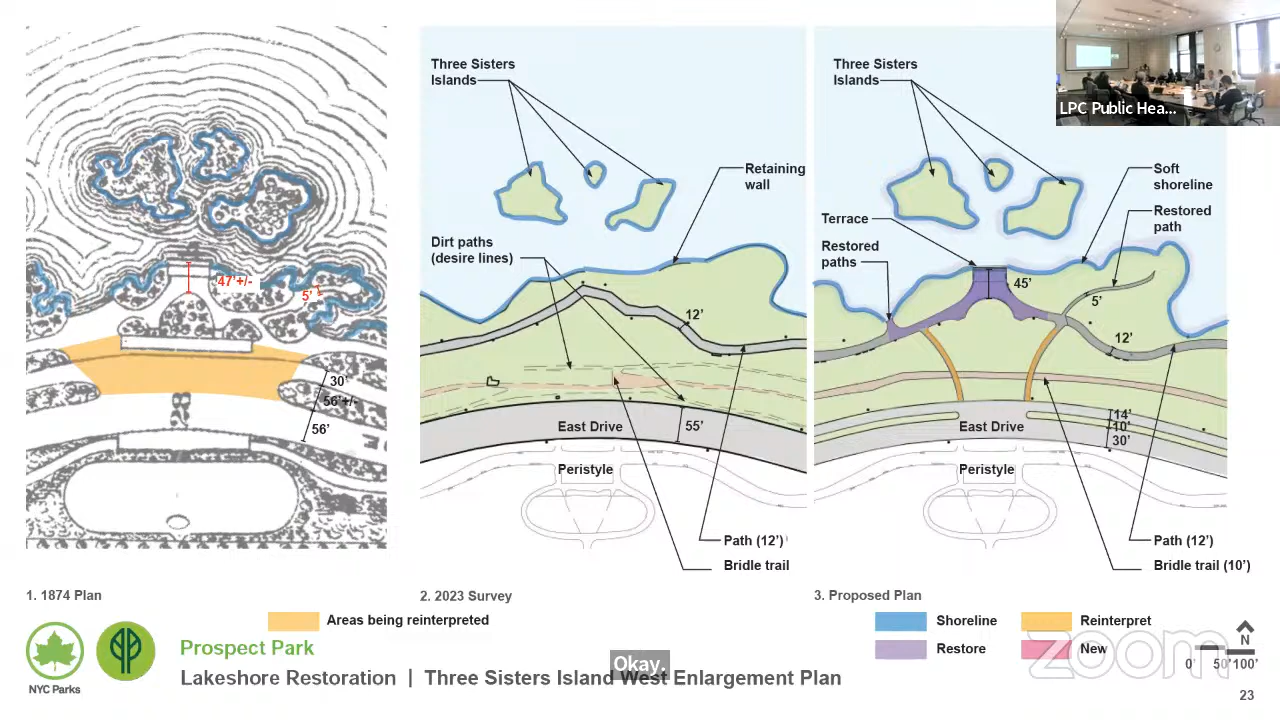 Three Sisters
Islands
Retaining
wall
Dirt paths
(desire lines)
47'+/-
5'
30'
56'+/-
56'
12'
East Drive
55'
Peristyle
Path (12')
Bridle trail
Three Sisters
Islands
LPC Public Hea...
Soft
shoreline
Restored
path
Terrace
Restored
paths
45'
5'
12'
14'
10'
30'
East Drive
Peristyle
Path (12')
Bridle trail (10')
1. 1874 Plan
2. 2023 Survey
3. Proposed Plan
Areas being reinterpreted
Shoreline
Reinterpret
Restore
New
zoom
N
0' 50' 100'
NYC Parks
Prospect Park
Lakeshore Restoration | Three Sisters Island West Enlargement Plan
Okay.
23